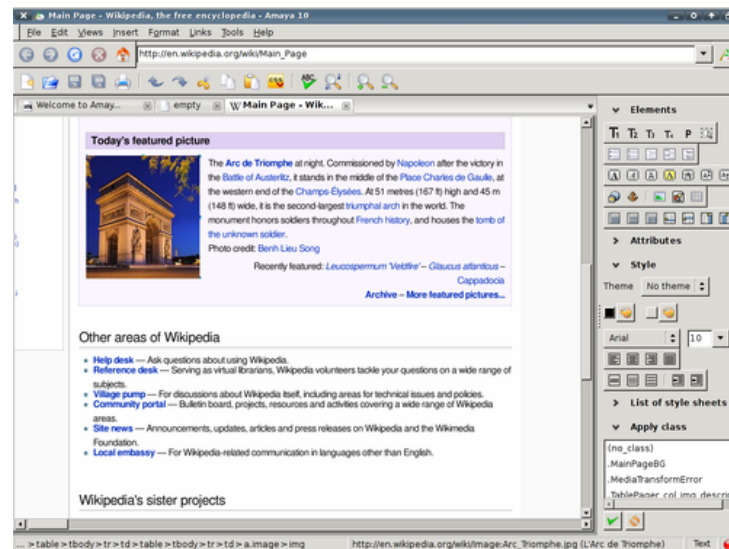 Main Page - Wikipedia, the free encyclopedia - Amaya 10
File Edit Views Insert Format Links Tools Help
http://en.wikipedia.org/wiki/Main_Page
Welcome to Amay... empty W Main Page - Wik...
Today's featured picture
The Arc de Triomphe at night. Commissioned by Napoleon after the victory in
the Battle of Austerlitz, it stands in the middle of the Place Charles de Gaulle, at
the western end of the Champs-Élysées. At 51 metres (167 ft) high and 45 m
(148 ft) wide, it is the second-largest triumphal arch in the world. The
monument honors soldiers throughout French history, and houses the tomb of
the unknown soldier.
Photo credit: Benh Lieu Song
Recently featured: Leucospermum 'Veldfire' – Glaucus atlanticus –
Cappadocia
Archive – More featured pictures...
Other areas of Wikipedia
Help desk — Ask questions about using Wikipedia.
Reference desk — Serving as virtual librarians, Wikipedia volunteers tackle your questions on a wide range of
subjects.
Village pump — For discussions about Wikipedia itself, including areas for technical issues and policies.
Community portal — Bulletin board, projects, resources and activities covering a wide range of Wikipedia
areas.
Site news — Announcements, updates, articles and press releases on Wikipedia and the Wikimedia
Foundation.
Local embassy — For Wikipedia-related communication in languages other than English.
Wikipedia's sister projects
Elements
T1 T2 T3 T4 P
Attributes
Style
Theme No theme
Arial 10
List of style sheets
Apply class
(no_class)
.MainPageBG
.MediaTransformError
.TablePager_col_img_descri
... > table > tbody > tr > td > table > tbody > tr > td > a.image > img http://en.wikipedia.org/wiki/Image:Arc_Triomphe.jpg (L'Arc de Triomphe) Text